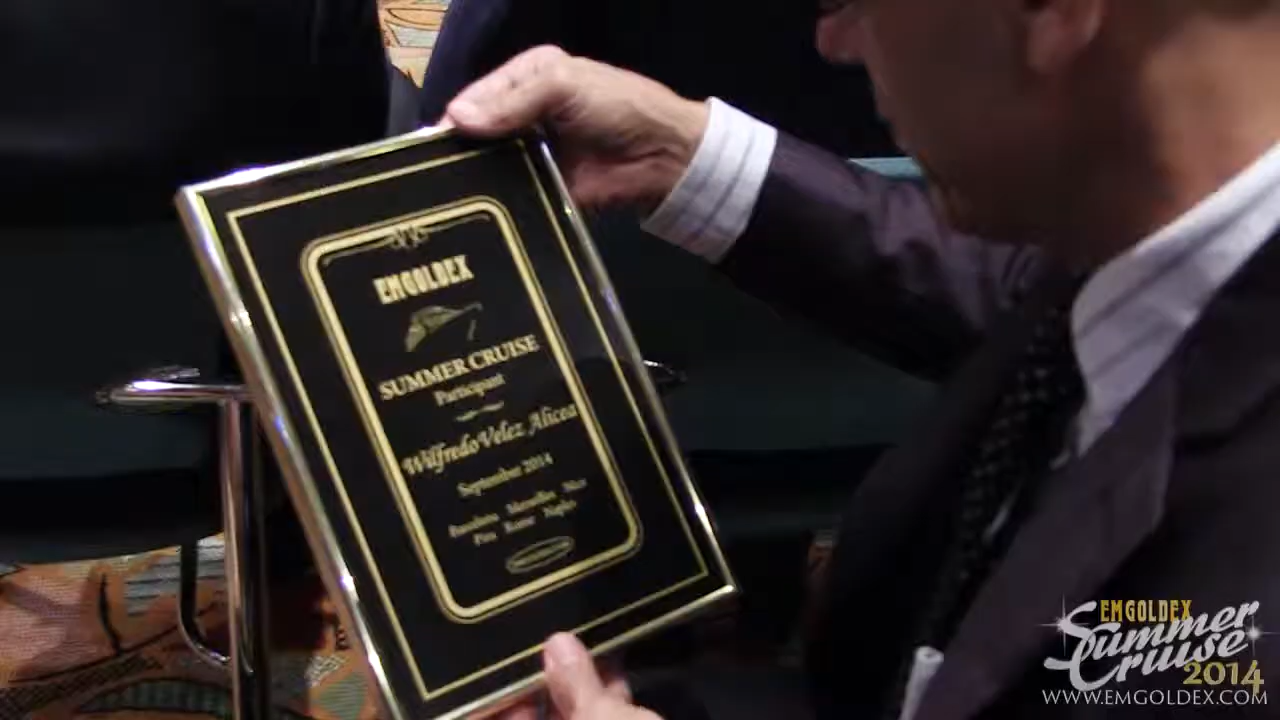 EMGOLDEX
SUMMER CRUISE
Participant
Wilfredo Velez Alicea
September 2014
Barcelona Marseilles Nice
Pisa Rome Naples
EMGOLDEX
Summer
Cruise
2014
WWW.EMGOLDEX.COM